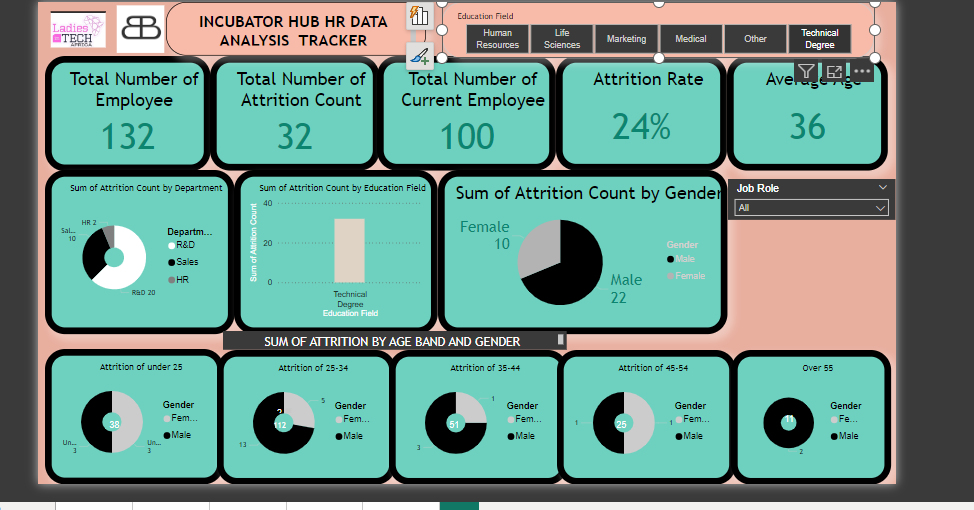 Ladies
in TECH
AFRICA
INCUBATOR HUB HR DATA
ANALYSIS TRACKER
Education Field
Human
Resources
Life
Sciences
Marketing
Medical
Other
Technical
Degree
Total Number of
Employee
132
Total Number of
Attrition Count
32
Total Number of
Current Employee
100
Attrition Rate
24%
Average Age
36
Sum of Attrition Count by Department
HR 2
Sal...
10
R&D 20
Departm...
R&D
Sales
HR
Sum of Attrition Count by Education Field
Sum of Attrition Count
40
20
0
Technical
Degree
Education Field
Sum of Attrition Count by Gender
Female
10
Male
22
Gender
Male
Female
Job Role
All
SUM OF ATTRITION BY AGE BAND AND GENDER
Attrition of under 25
38
Un...
3
Un...
3
Gender
Fem...
Male
Attrition of 25-34
5
2
112
13
Gender
Fem...
Male
Attrition of 35-44
1
51
3
Gender
Fem...
Male
Attrition of 45-54
1
25
1
Gender
Fem...
Male
Over 55
11
2
Gender
Fe...
Male